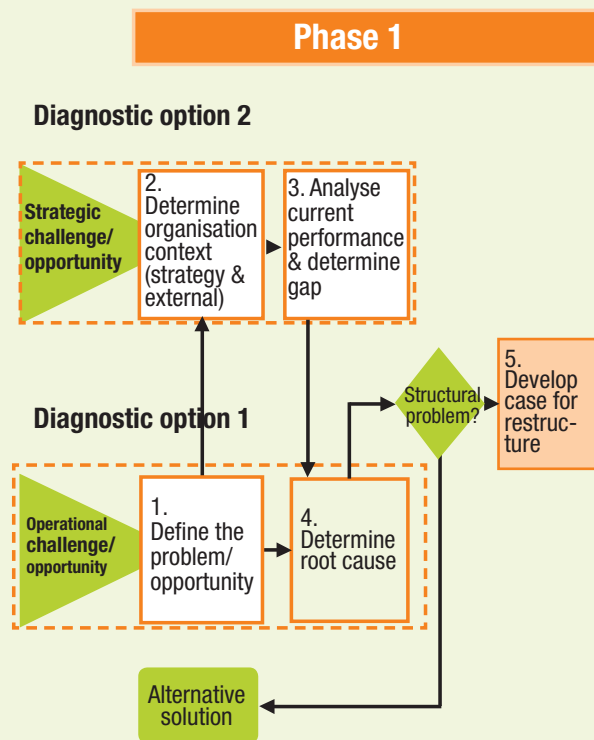 Phase 1
Diagnostic option 2
Strategic
challenge/
opportunity
2.
Determine
organisation
context
(strategy &
external)
3. Analyse
current
performance
& determine
gap
Structural
problem?
5.
Develop
case for
restruc-
ture
Diagnostic option 1
Operational
challenge/
opportunity
1.
Define the
problem/
opportunity
4.
Determine
root cause
Alternative
solution